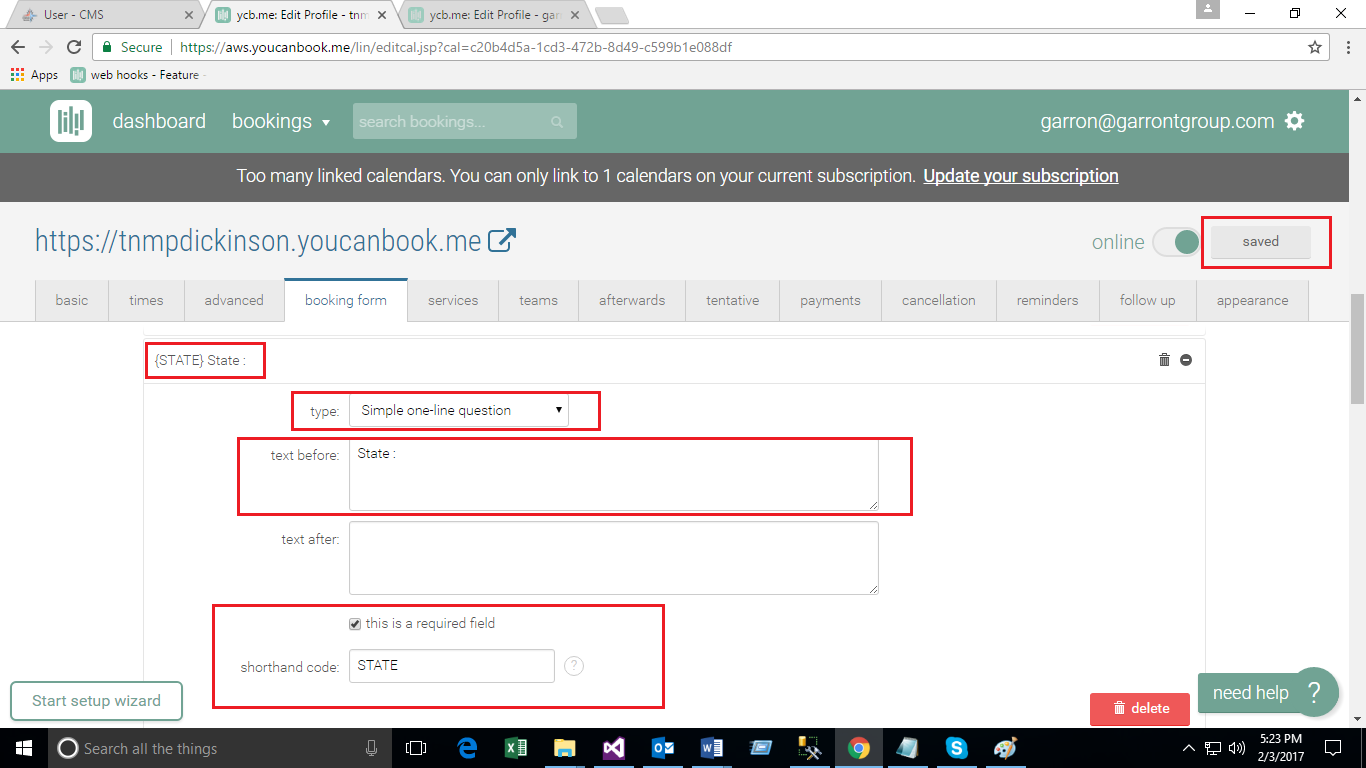 User - CMS
ycb.me: Edit Profile - tnm
ycb.me: Edit Profile - gar
Secure
https://aws.youcanbook.me/lin/editcal.jsp?cal=c20b4d5a-1cd3-472b-8d49-c599b1e088df
Apps
web hooks - Feature
dashboard
bookings
search bookings...
garron@garrontgroup.com
Too many linked calendars. You can only link to 1 calendars on your current subscription. Update your subscription
https://tnmpdickinson.youcanbook.me
online
saved
basic
times
advanced
booking form
services
teams
afterwards
tentative
payments
cancellation
reminders
follow up
appearance
{STATE} State :
type: Simple one-line question
text before: State :
text after:
this is a required field
shorthand code: STATE ?
Start setup wizard
delete
need help ?
Search all the things
5:23 PM
2/3/2017